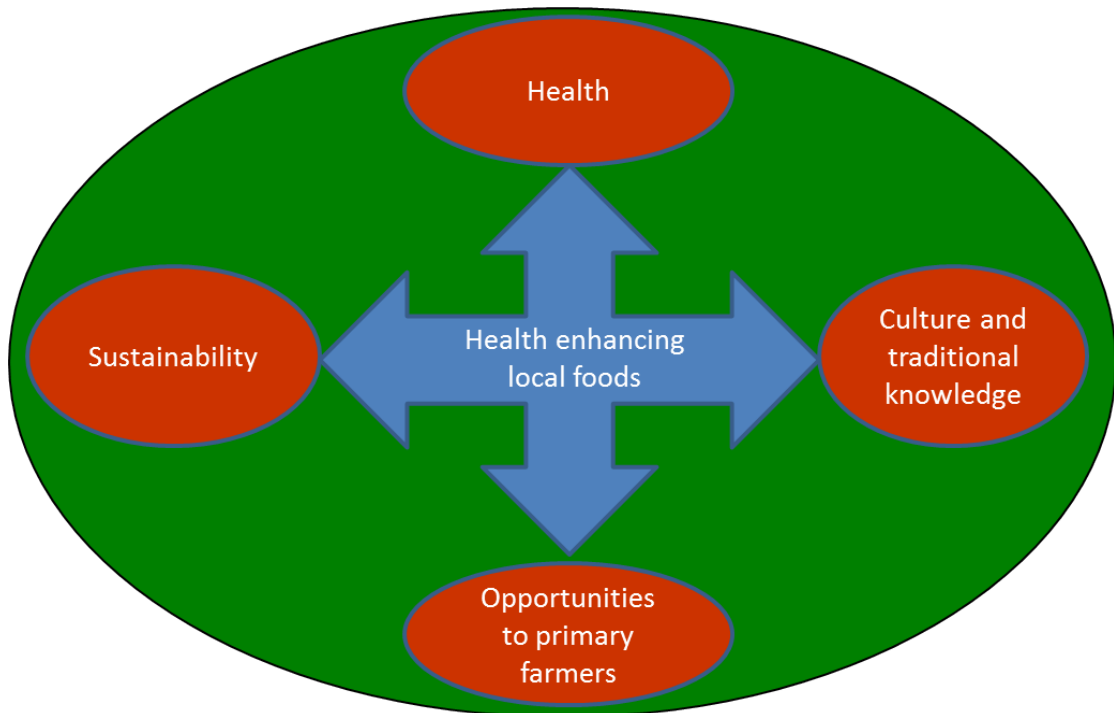 Health
Sustainability
Health enhancing
local foods
Culture and
traditional
knowledge
Opportunities
to primary
farmers